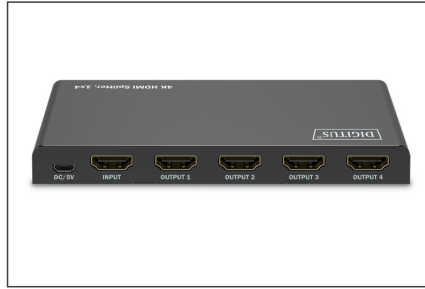 4K HDMI Splitter, 1x4
DIGITUS®
DC/5V INPUT OUTPUT 1 OUTPUT 2 OUTPUT 3 OUTPUT 4